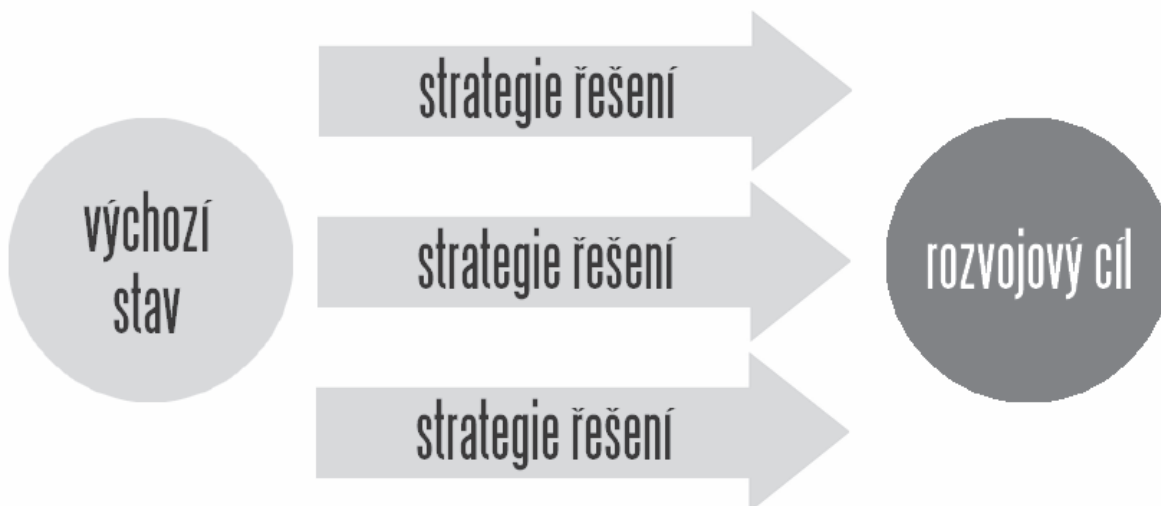 strategie řešení
výchozí
stav
strategie řešení
rozvojový cíl
strategie řešení